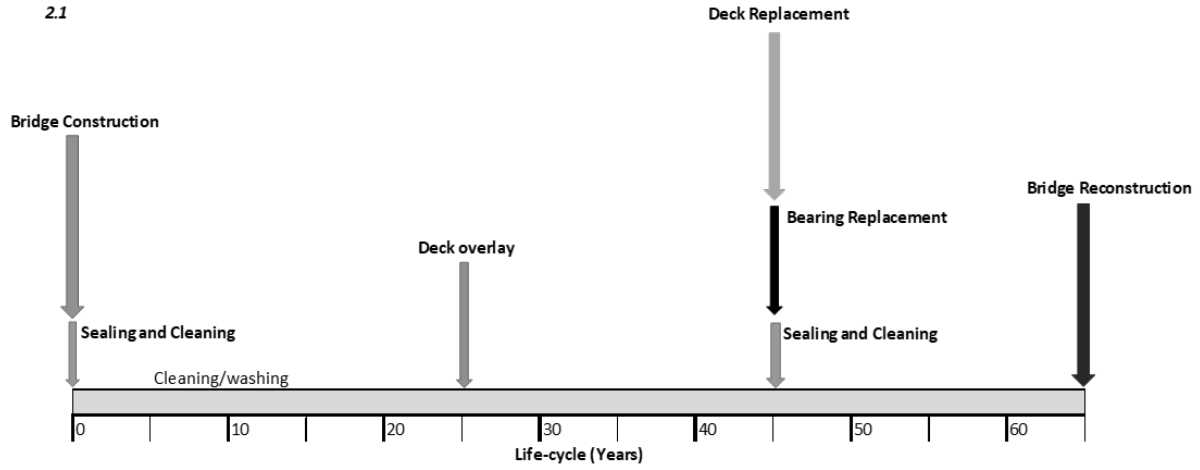 2.1
Deck Replacement
Bridge Construction
Bridge Reconstruction
Bearing Replacement
Deck overlay
Sealing and Cleaning
Sealing and Cleaning
Cleaning/washing
0 10 20 30 40 50 60
Life-cycle (Years)